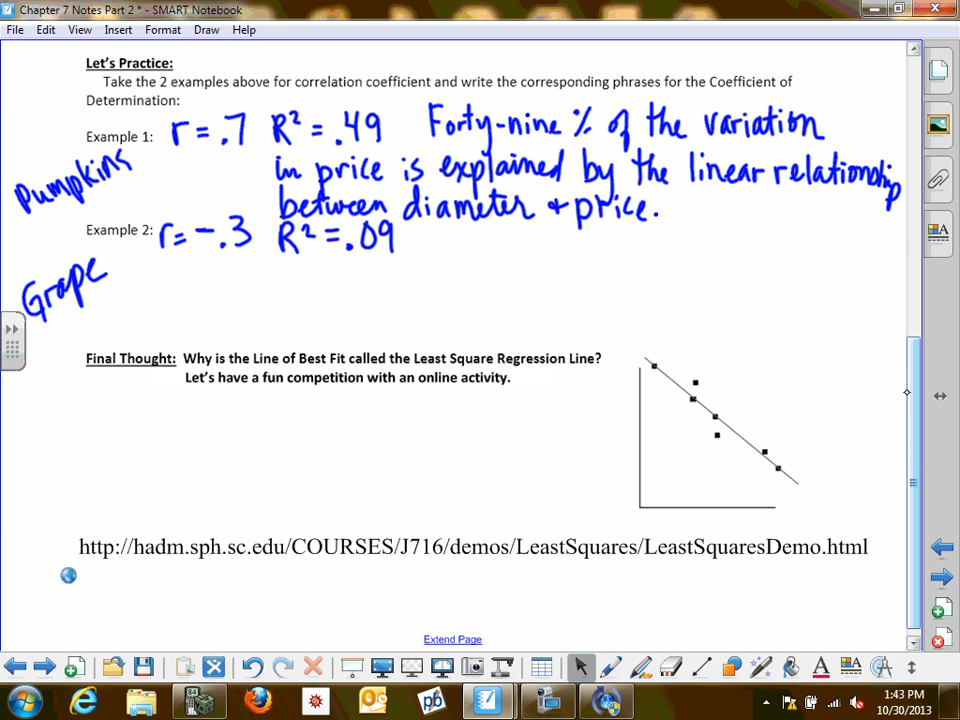 Chapter 7 Notes Part 2 * - SMART Notebook
File Edit View Insert Format Draw Help
Let's Practice:
Take the 2 examples above for correlation coefficient and write the corresponding phrases for the Coefficient of
Determination:
Example 1: r = .7 R² = .49 Forty-nine % of the variation
Pumpkins in price is explained by the linear relationship
between diameter + price.
Example 2: r = -.3 R² = .09
Grape
Final Thought: Why is the Line of Best Fit called the Least Square Regression Line?
Let's have a fun competition with an online activity.
http://hadm.sph.sc.edu/COURSES/J716/demos/LeastSquares/LeastSquaresDemo.html
Extend Page
1:43 PM
10/30/2013